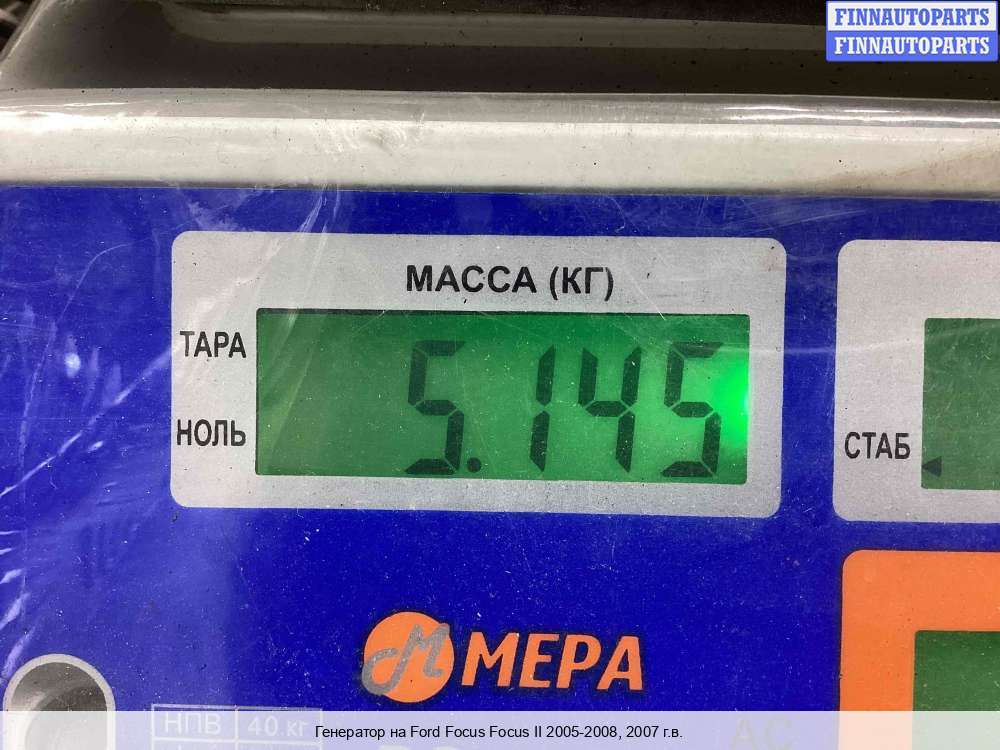 FINNAUTOPARTS
FINNAUTOPARTS
МАССА (КГ)
ТАРА
5.145
НОЛЬ
СТАБ
М МЕРА
НПВ 40 кг
АС
Генератор на Ford Focus Focus II 2005-2008, 2007 г.в.